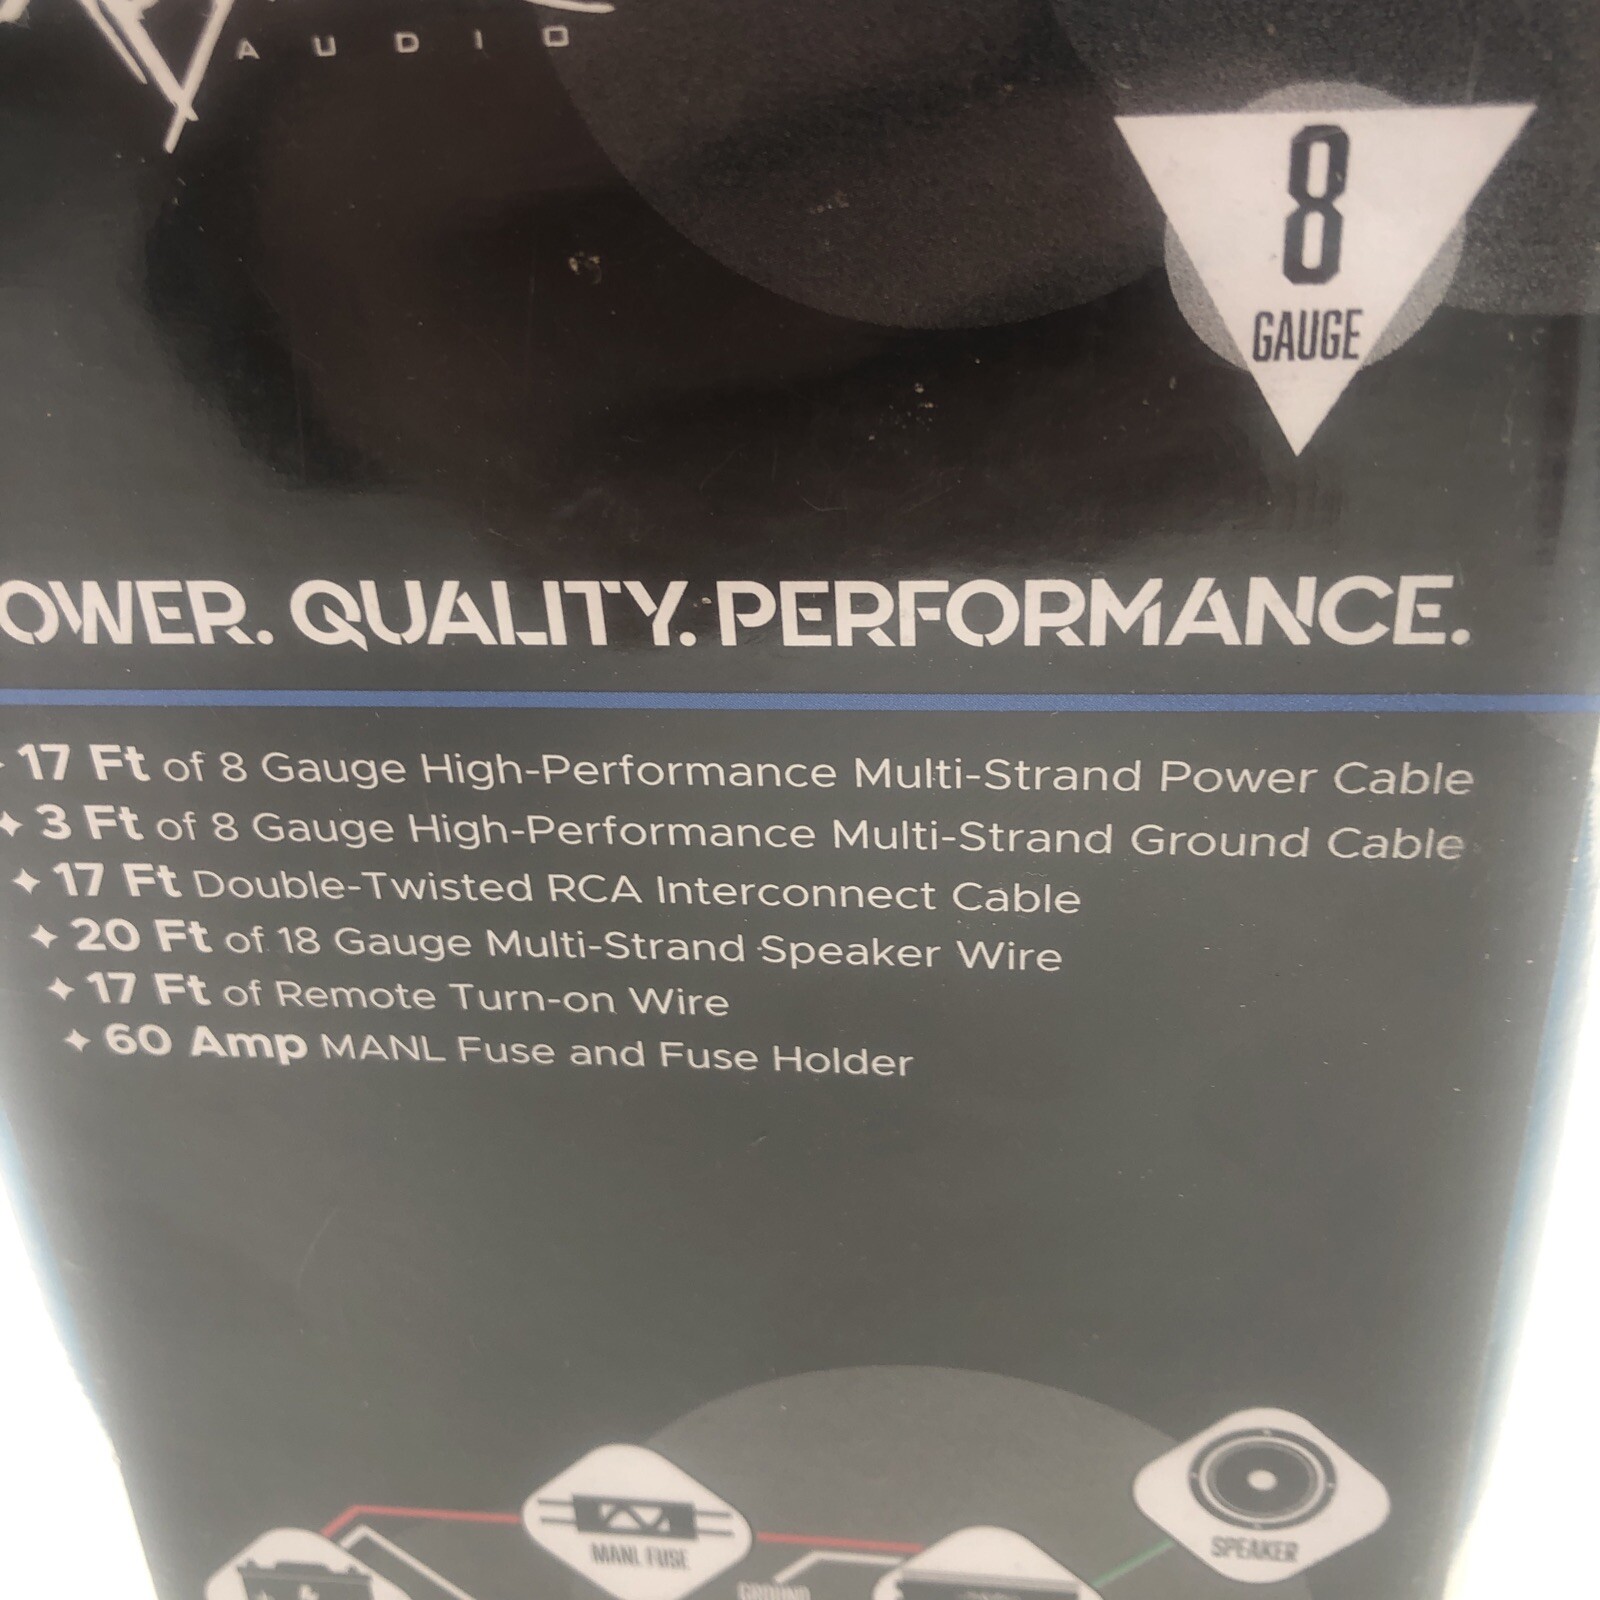 AUDIO
8
GAUGE
OWER. QUALITY. PERFORMANCE.
17 Ft of 8 Gauge High-Performance Multi-Strand Power Cable
✦ 3 Ft of 8 Gauge High-Performance Multi-Strand Ground Cable
✦ 17 Ft Double-Twisted RCA Interconnect Cable
✦ 20 Ft of 18 Gauge Multi-Strand Speaker Wire
✦ 17 Ft of Remote Turn-on Wire
✦ 60 Amp MANL Fuse and Fuse Holder
MANL FUSE
SPEAKER
GROUND